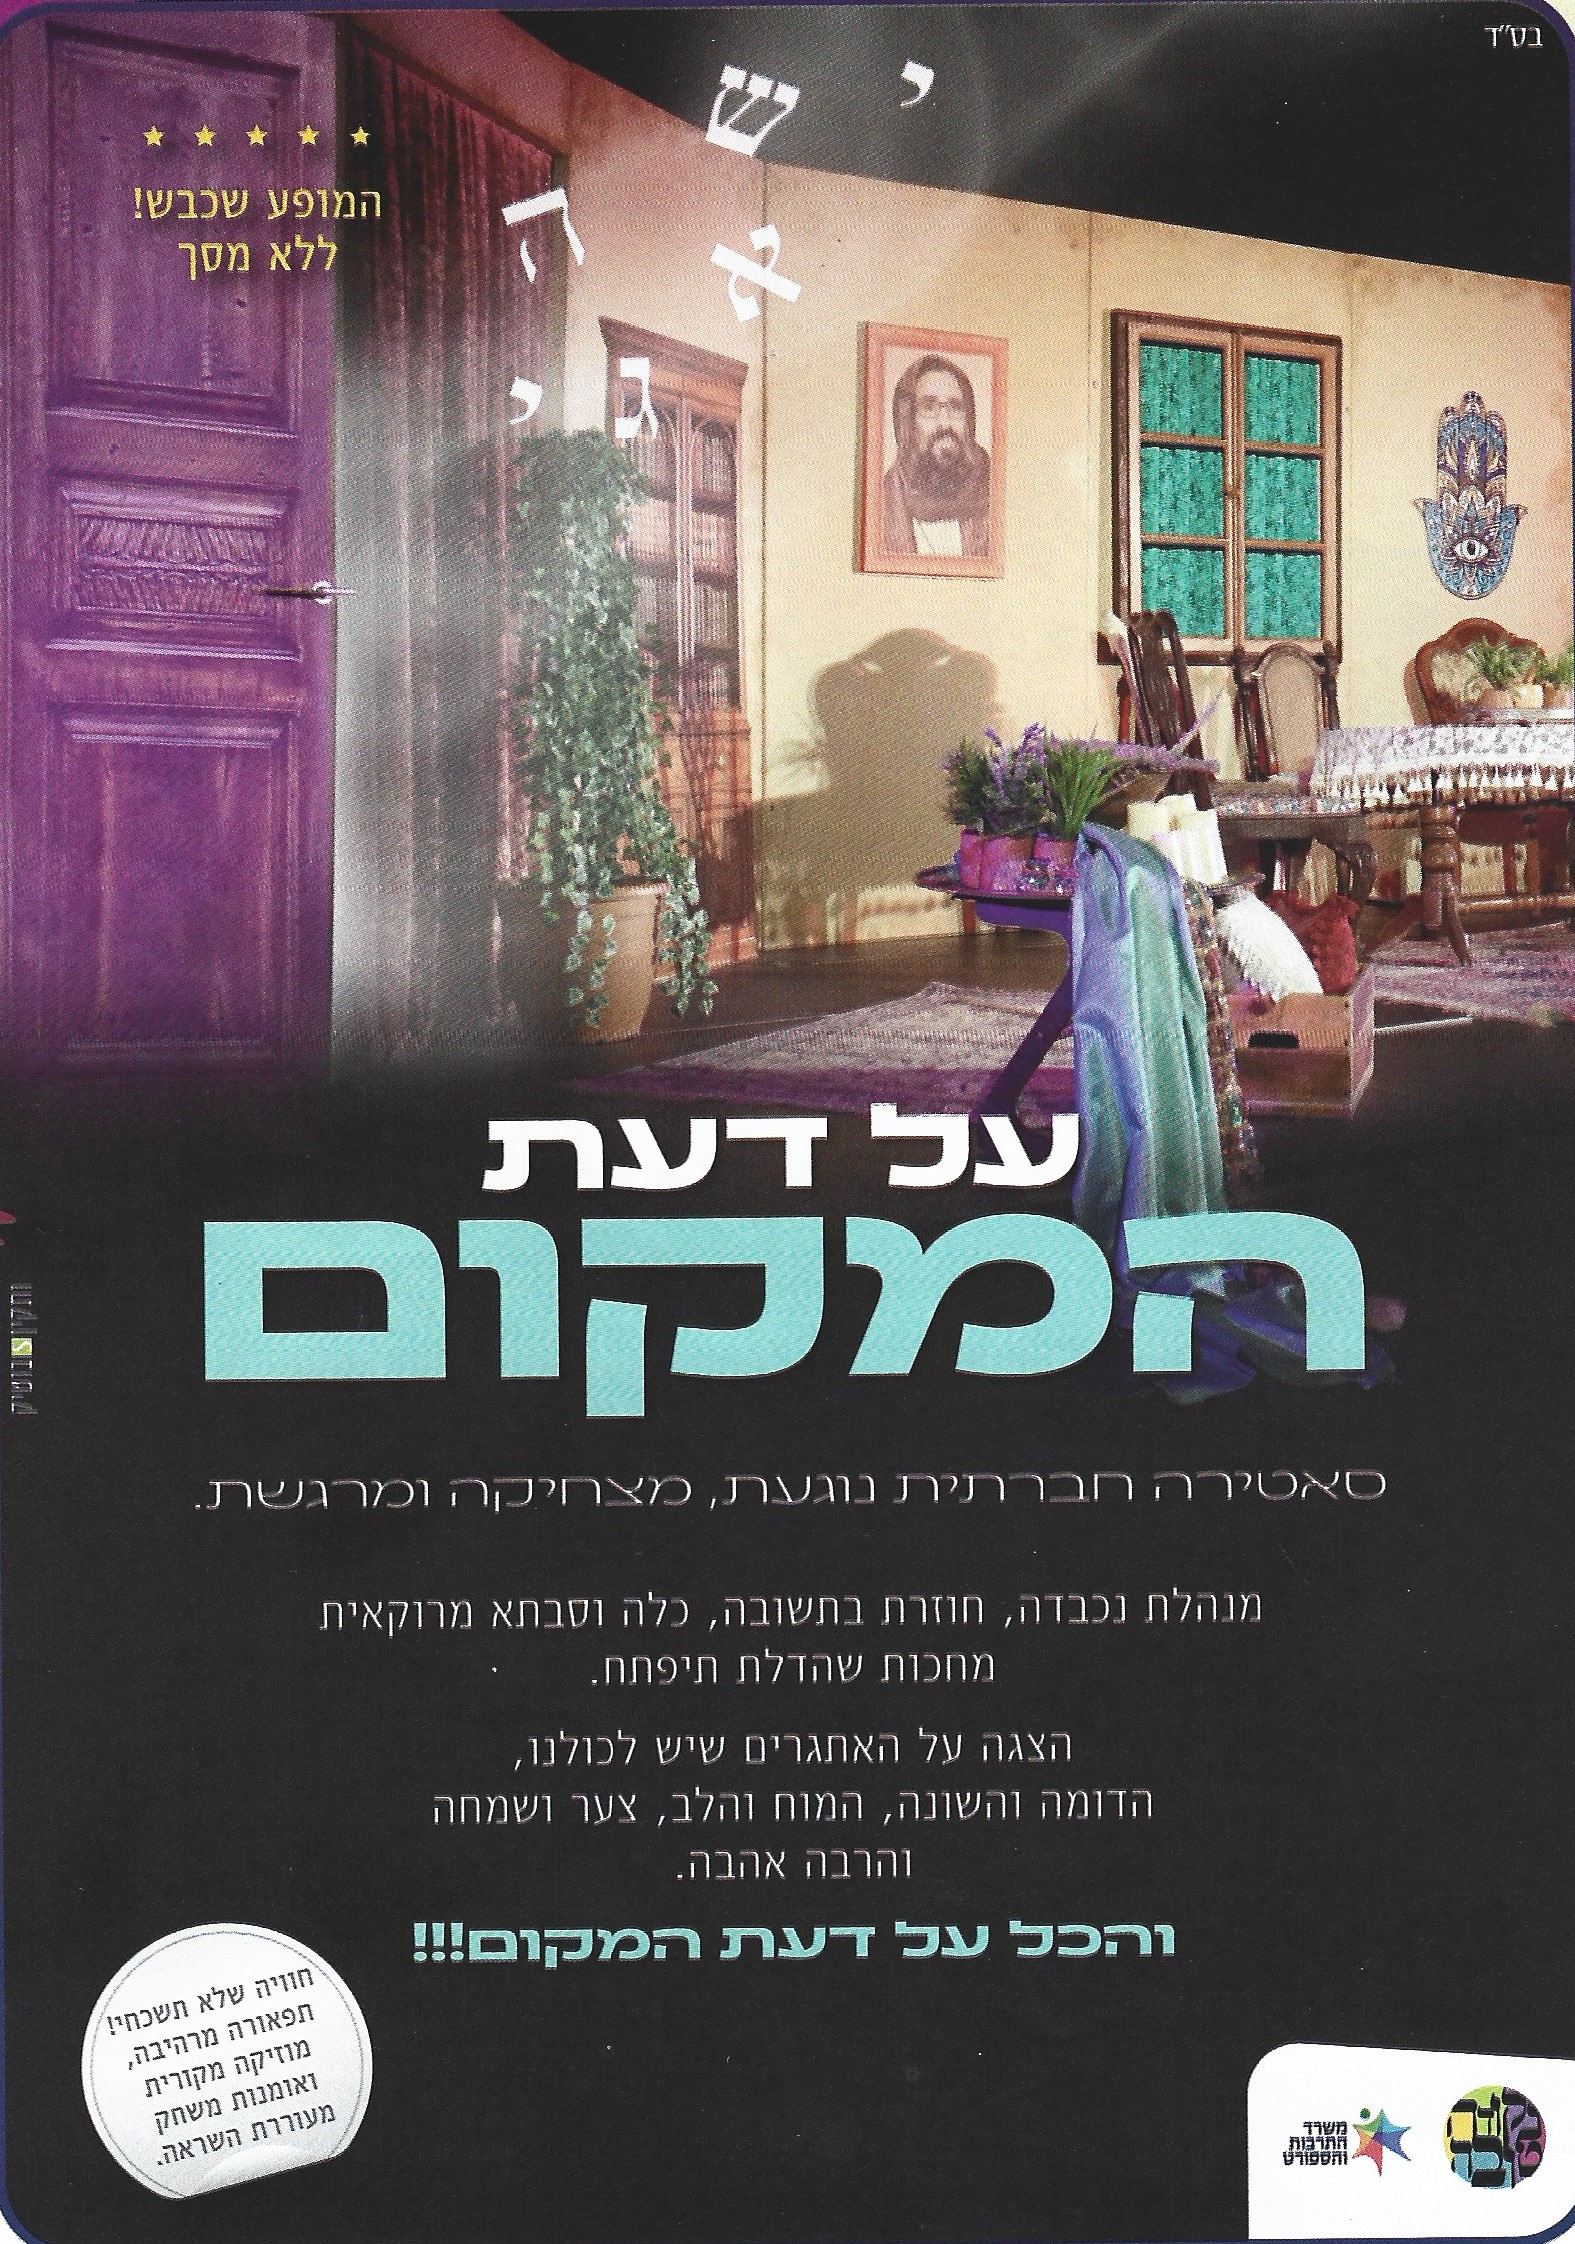 בס״ד
י
ש
ה
א
ג
י
המופע שכבש!
ללא מסך
על דעת
המקום
סאטירה חברתית נוגעת, מצחיקה ומרגשת.
מנהלת נכבדה, חוזרת בתשובה, כלה וסבתא מרוקאית
מחכות שהדלת תיפתח.
הצגה על האתגרים שיש לכולנו,
הדומה והשונה, המוח והלב, צער ושמחה
והרבה אהבה.
והכל על דעת המקום!!!
חוויה שלא תשכחי!
תפאורה מרהיבה,
מוזיקה מקורית
ואומנות משחק
מעוררת השראה.
משרד
התרבות
והספורט